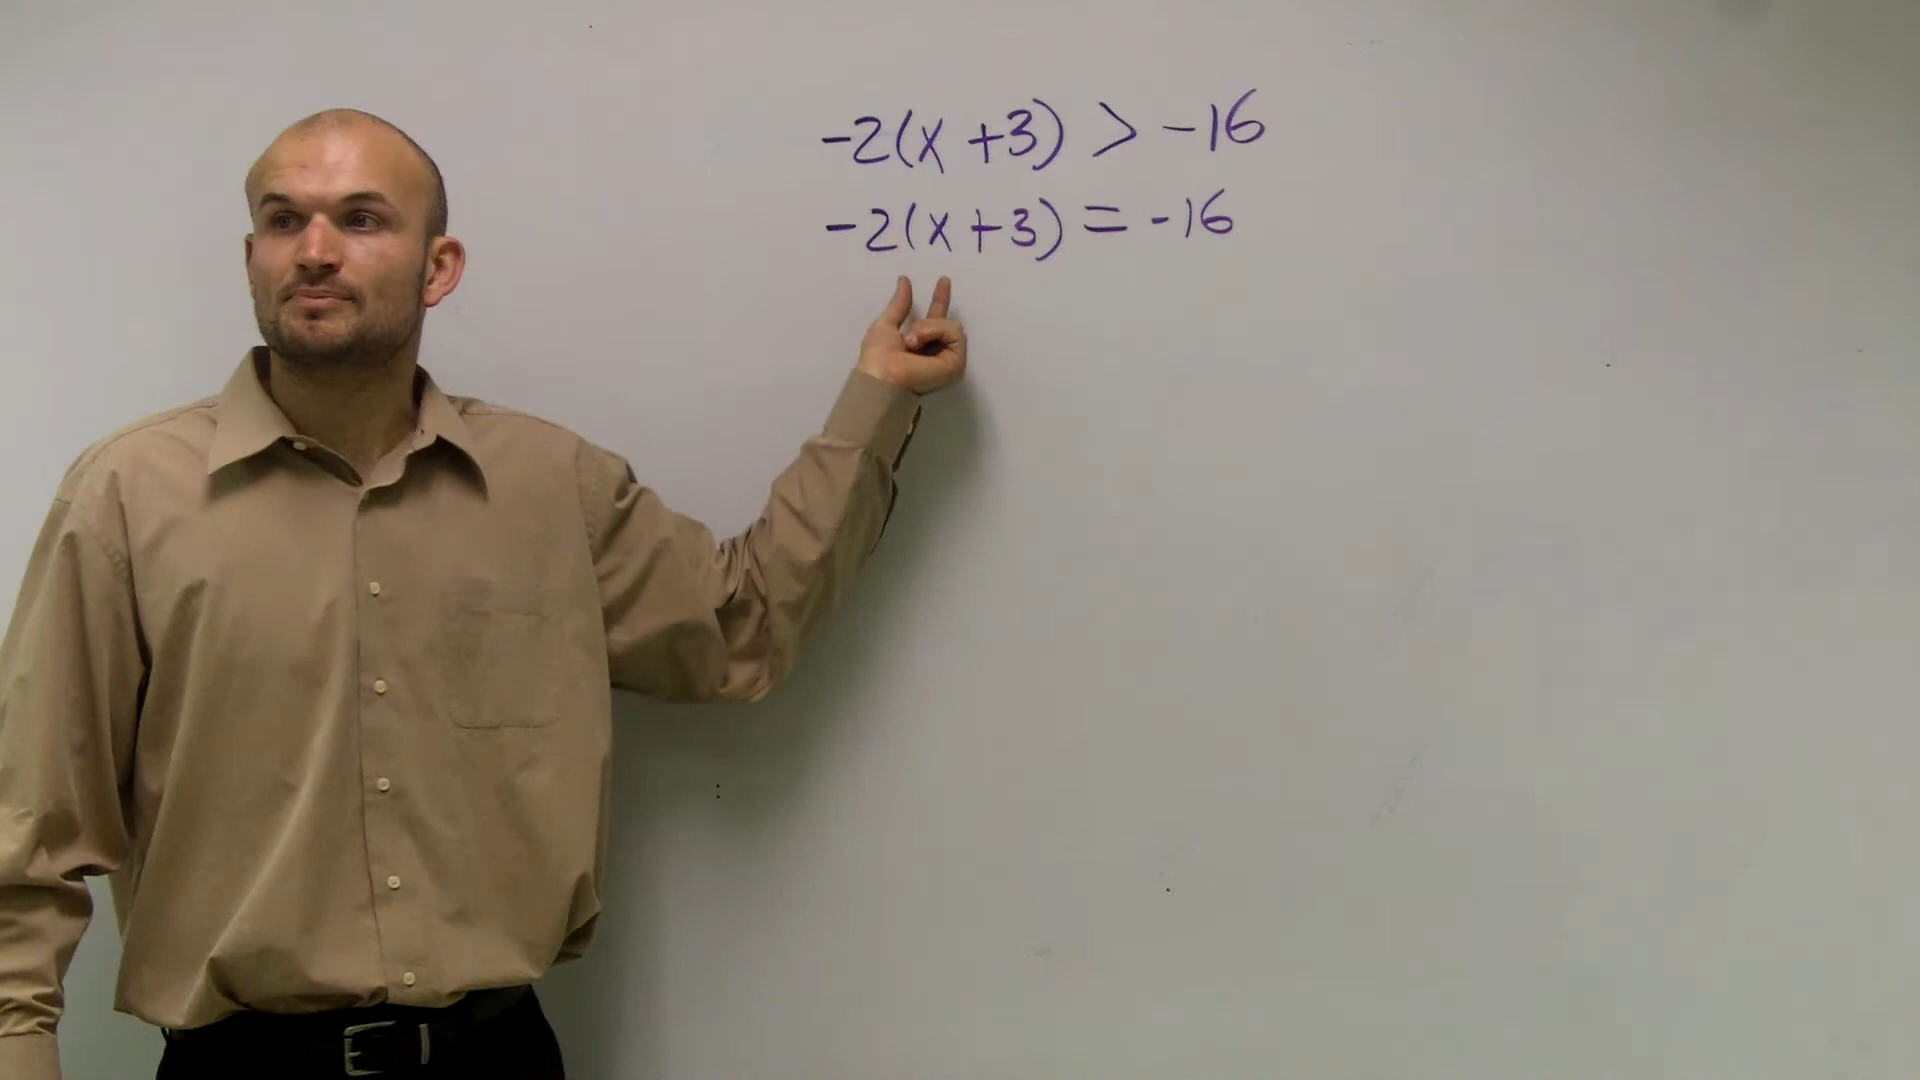 -2(x +3) > -16
-2(x+3) = -16